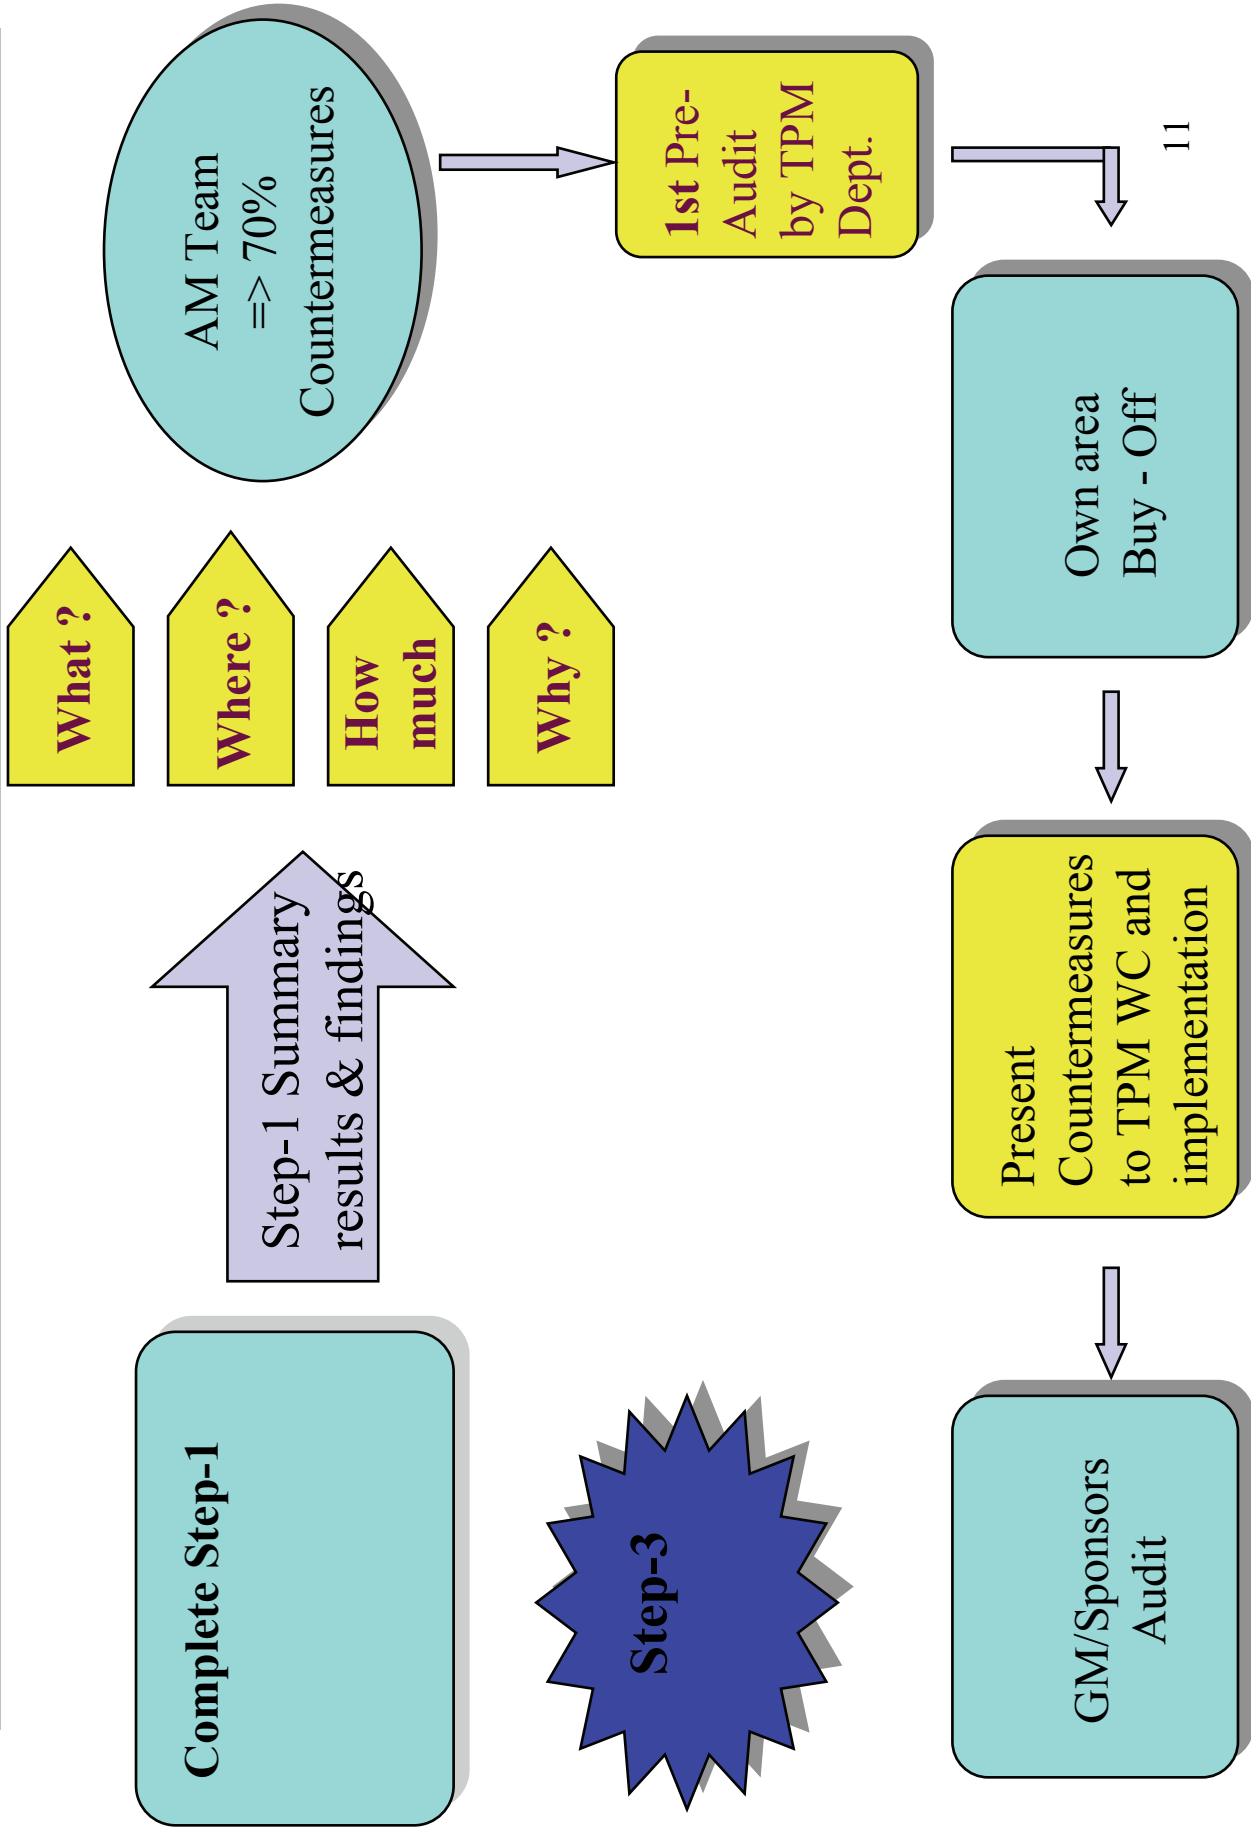 Complete Step-1
Step-1 Summary
results & findings
What ?
Where ?
How
much
Why ?
AM Team
=> 70%
Countermeasures
1st Pre-
Audit
by TPM
Dept.
Own area
Buy - Off
Present
Countermeasures
to TPM WC and
implementation
GM/Sponsors
Audit
Step-3
11